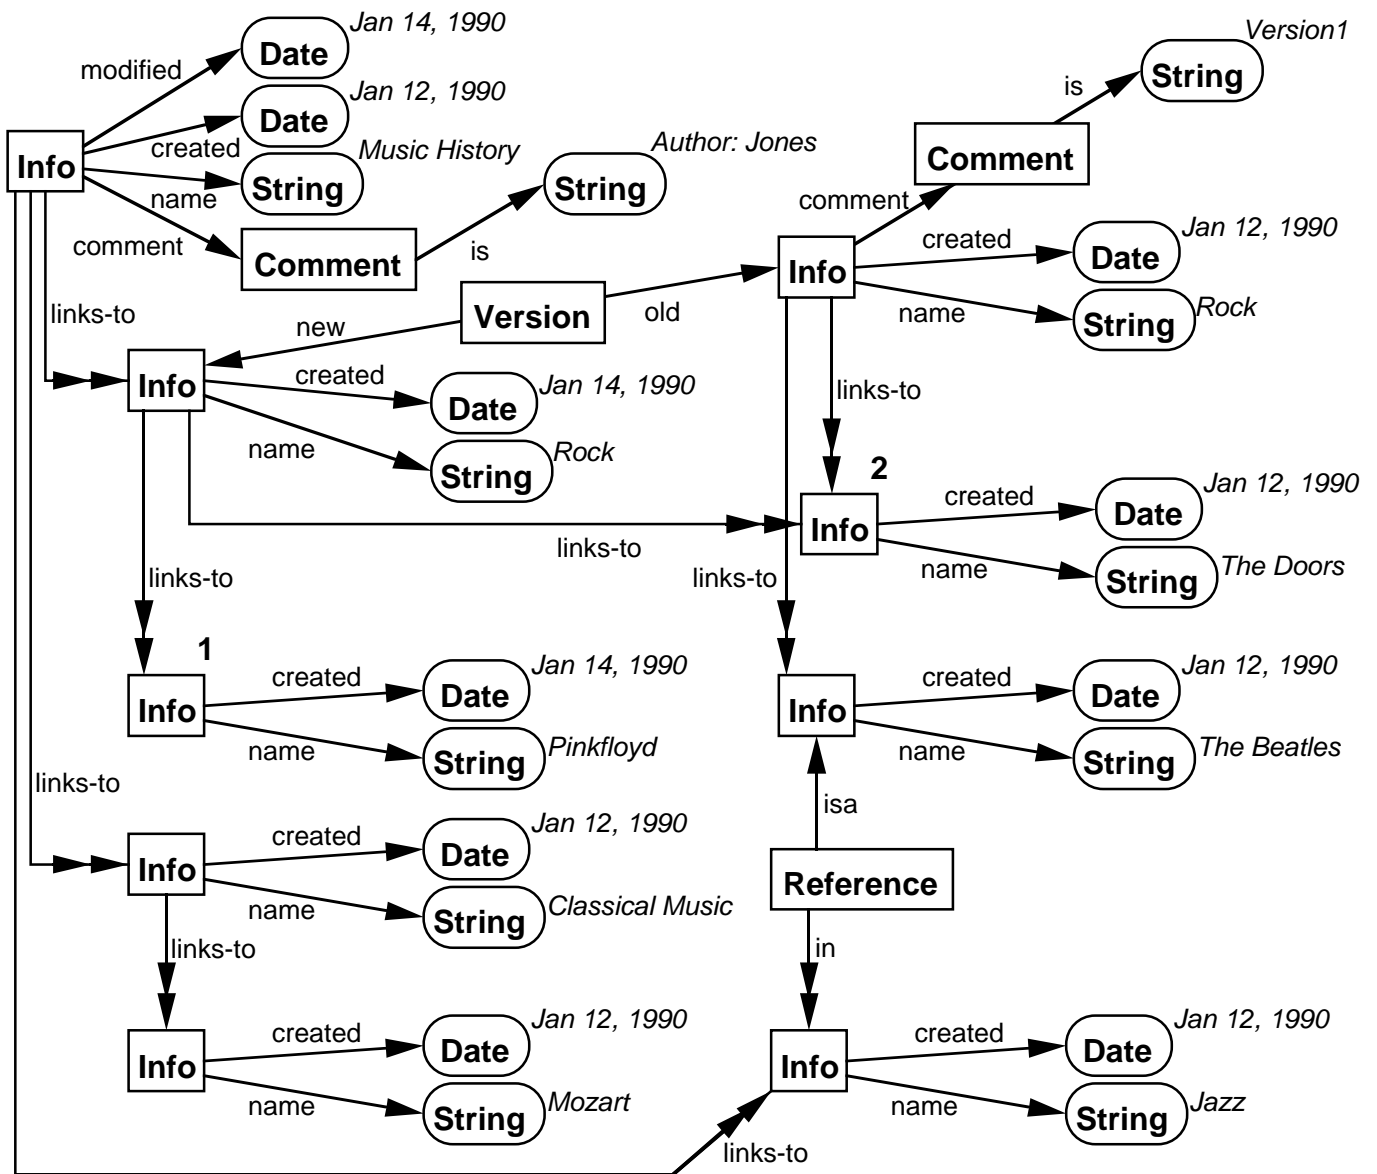 Jan 14, 1990
Version1
Date
modified
String
is
Jan 12, 1990
Date
created
Music History
Author: Jones
Info
Comment
String
String
name
comment
Jan 12, 1990
created
comment
Comment
is
Info
Date
links-to
new
Version
old
name
String
Rock
Info
created
Jan 14, 1990
Date
links-to
name
Rock
String
2
Jan 12, 1990
created
Info
Date
links-to
links-to
links-to
name
String
The Doors
1
Jan 14, 1990
Jan 12, 1990
created
created
Info
Date
Info
Date
name
Pinkfloyd
name
The Beatles
String
String
links-to
isa
Jan 12, 1990
created
Date
Info
Reference
name
Classical Music
String
links-to
in
Jan 12, 1990
Jan 12, 1990
created
created
Info
Date
Info
Date
name
Mozart
name
Jazz
String
String
links-to